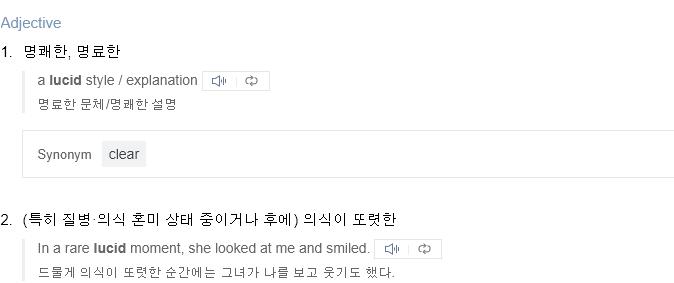 Adjective
1. 명쾌한, 명료한
a lucid style / explanation
명료한 문체/명쾌한 설명
Synonym clear
2. (특히 질병·의식 혼미 상태 중이거나 후에) 의식이 또렷한
In a rare lucid moment, she looked at me and smiled.
드물게 의식이 또렷한 순간에는 그녀가 나를 보고 웃기도 했다.